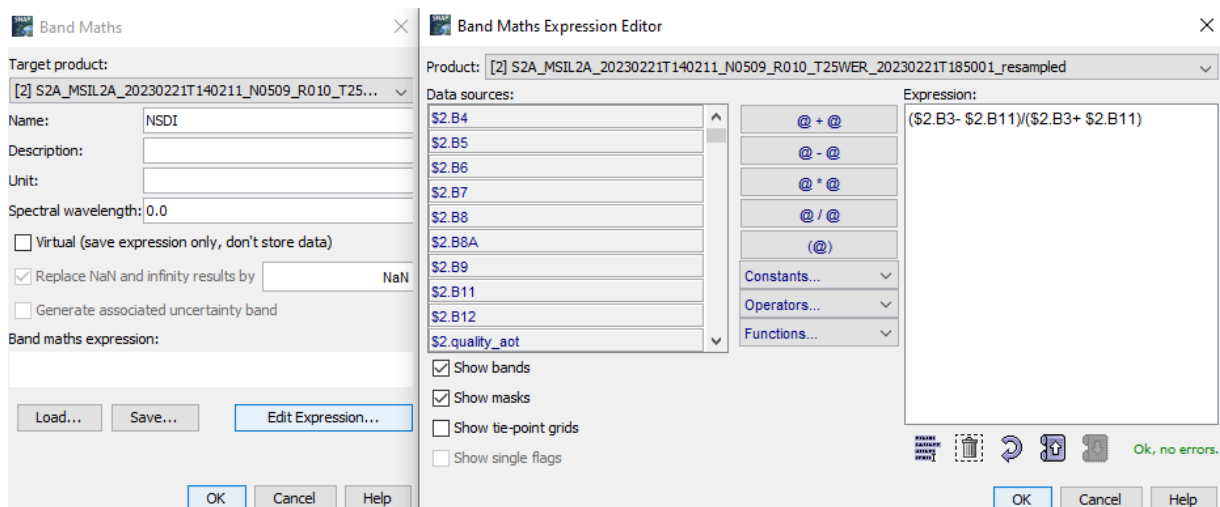 Band Maths
Target product:
[2] S2A_MSIL2A_20230221T140211_N0509_R010_T25...
Name: NSDI
Description:
Unit:
Spectral wavelength: 0.0
Virtual (save expression only, don't store data)
Replace NaN and infinity results by NaN
Generate associated uncertainty band
Band maths expression:
Load... Save... Edit Expression...
OK Cancel Help
Band Maths Expression Editor
Product: [2] S2A_MSIL2A_20230221T140211_N0509_R010_T25WER_20230221T185001_resampled
Data sources:
$2.B4
$2.B5
$2.B6
$2.B7
$2.B8
$2.B8A
$2.B9
$2.B11
$2.B12
$2.quality_aot
Show bands
Show masks
Show tie-point grids
Show single flags
@ + @
@ - @
@ * @
@ / @
(@)
Constants...
Operators...
Functions...
Expression:
($2.B3- $2.B11)/($2.B3+ $2.B11)
Ok, no errors.
OK Cancel Help